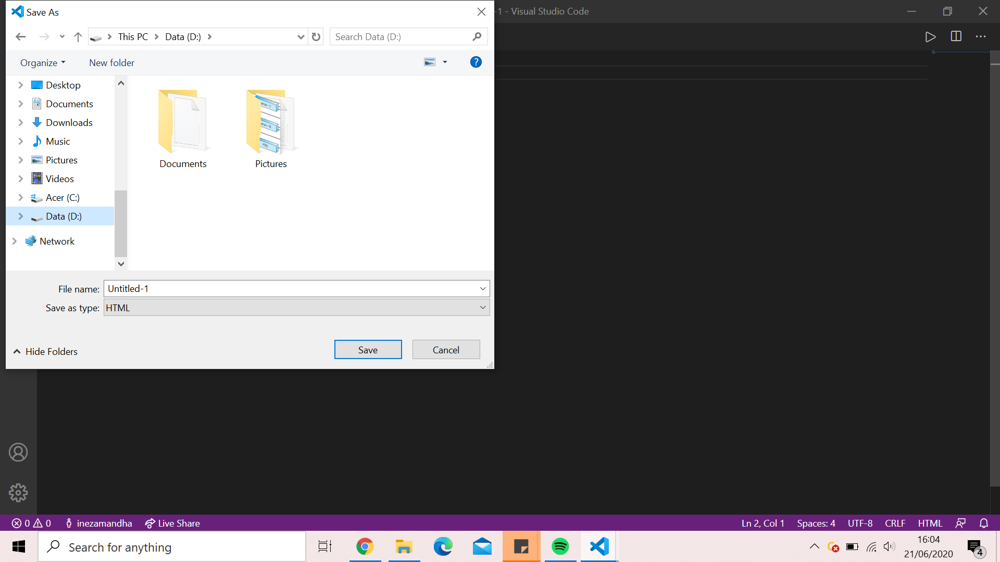 Save As
-1 - Visual Studio Code
This PC
Data (D:)
Search Data (D:)
Organize
New folder
?
Desktop
Documents
Downloads
Music
Pictures
Videos
Acer (C:)
Data (D:)
Network
Documents
Pictures
File name:
Untitled-1
Save as type:
HTML
Hide Folders
Save
Cancel
0
0
inezamandha
Live Share
Ln 2, Col 1
Spaces: 4
UTF-8
CRLF
HTML
Search for anything
16:04
21/06/2020
4